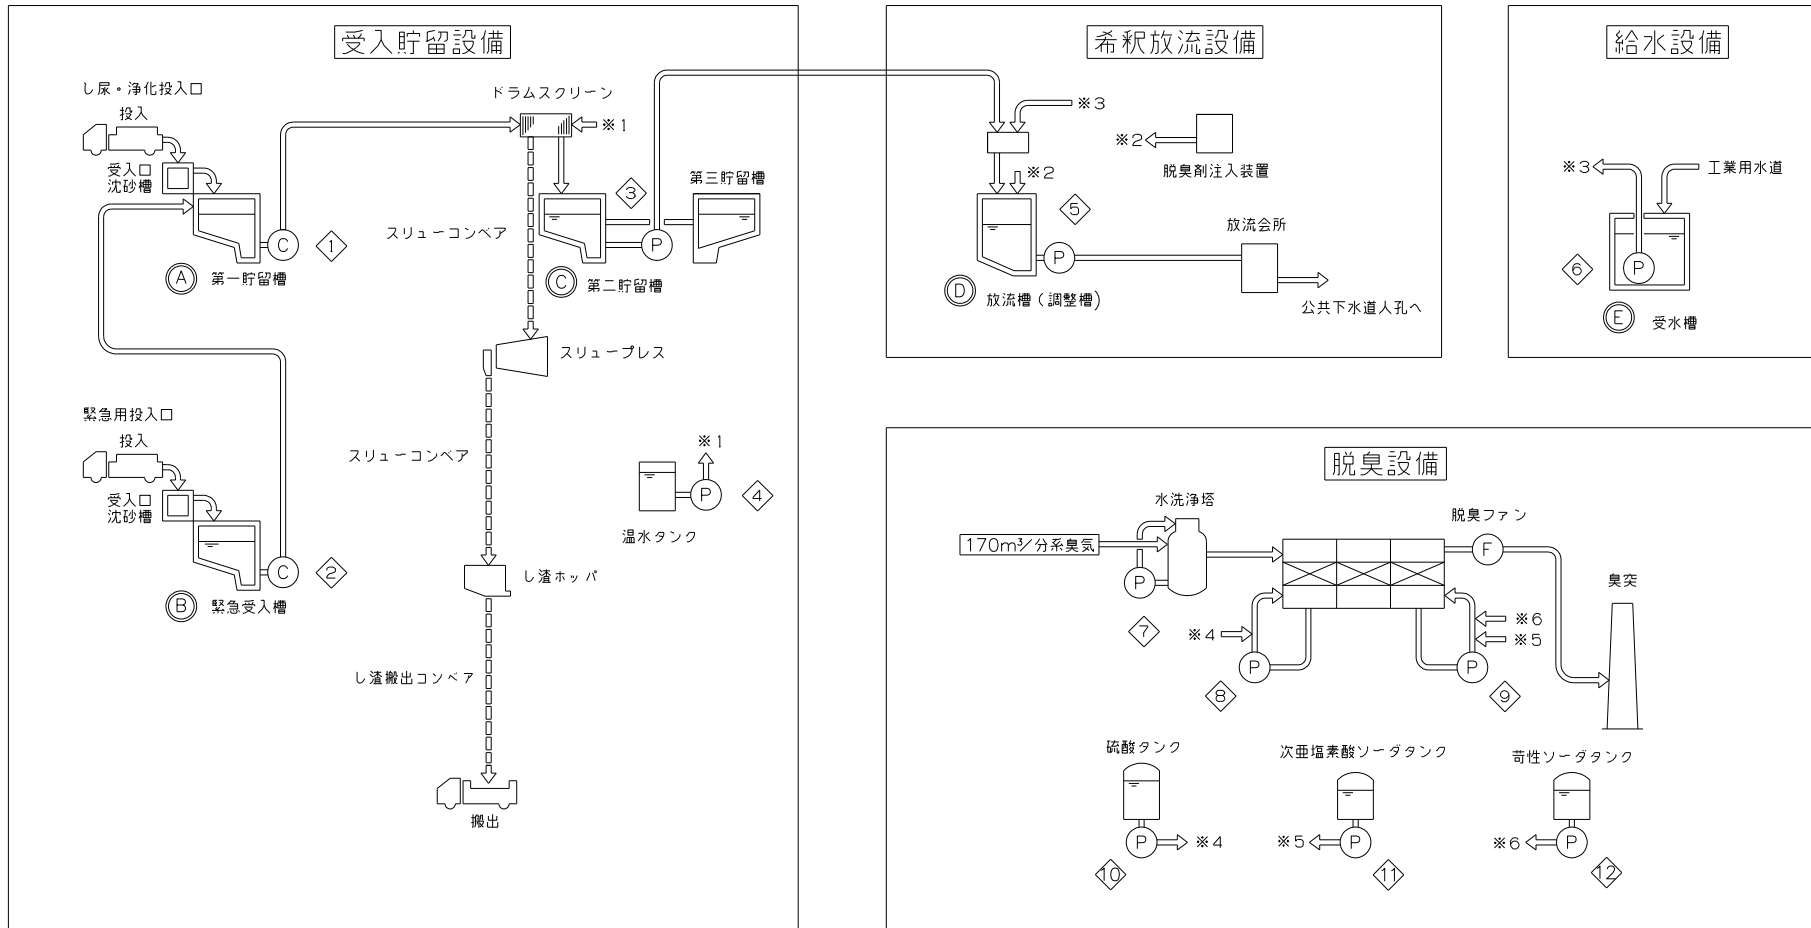 受入貯留設備
し尿・浄化投入口
投入
受入口
沈砂槽
C
1
A
第一貯留槽
緊急用投入口
投入
受入口
沈砂槽
C
2
B
緊急受入槽
ドラムスクリーン
※1
スリューコンベア
3
第三貯留槽
P
C
第二貯留槽
スリュープレス
スリューコンベア
※1
P
4
温水タンク
し渣ホッパ
し渣搬出コンベア
搬出
希釈放流設備
※3
※2
脱臭剤注入装置
※2
5
放流会所
P
D
放流槽(調整槽)
公共下水道人孔へ
給水設備
※3
工業用水道
6
P
E
受水槽
脱臭設備
水洗浄塔
170m³/分系臭気
P
7
脱臭ファン
F
臭突
※4
P
8
※6
※5
P
9
硫酸タンク
P
※4
10
次亜塩素酸ソーダタンク
※5
P
11
苛性ソーダタンク
※6
P
12